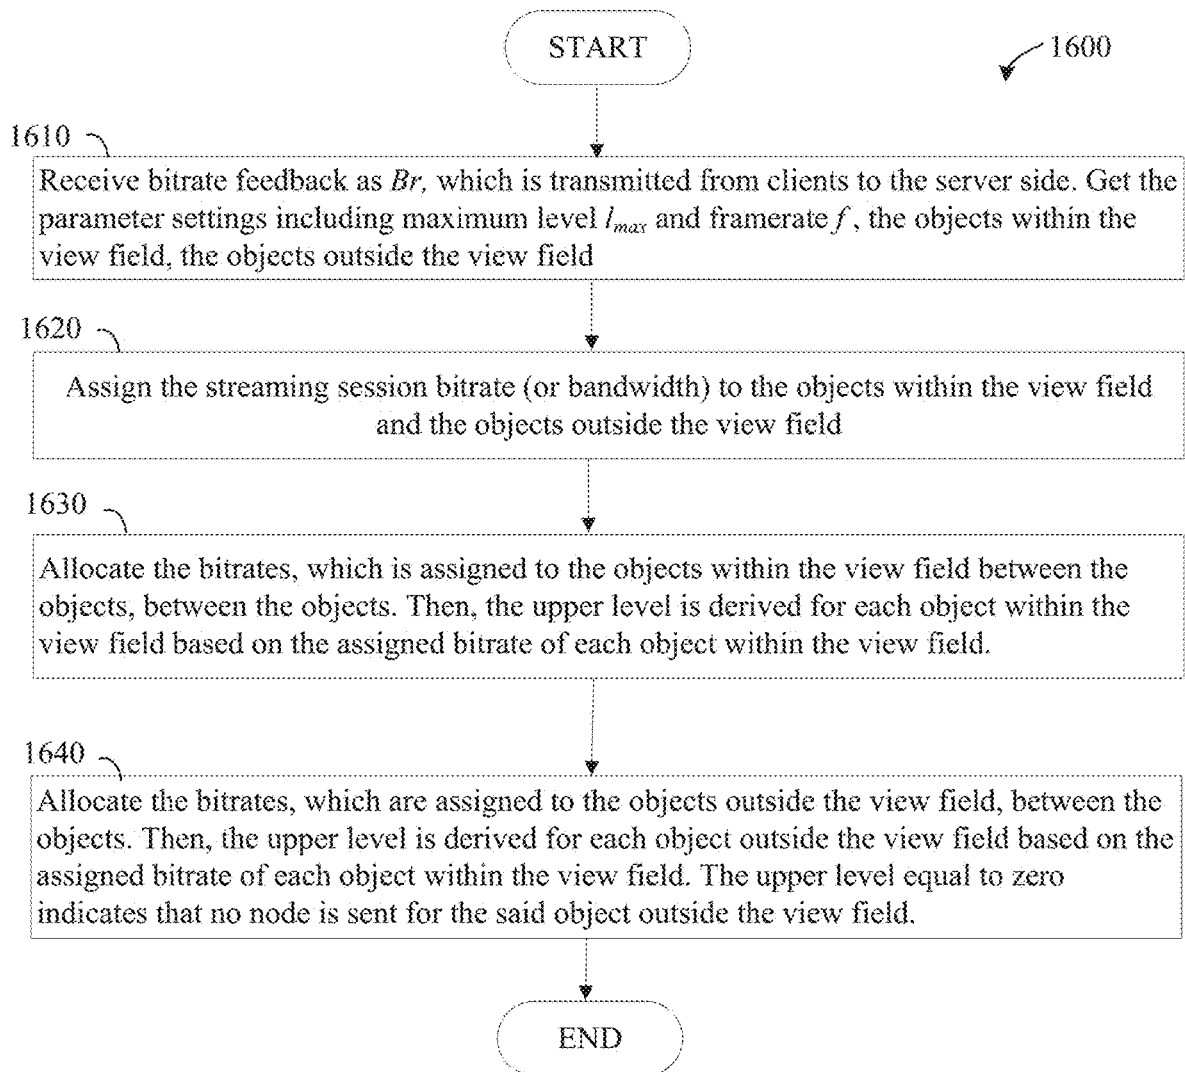 START
1600
1610
Receive bitrate feedback as Br, which is transmitted from clients to the server side. Get the
parameter settings including maximum level lmax and framerate f , the objects within the
view field, the objects outside the view field
1620
Assign the streaming session bitrate (or bandwidth) to the objects within the view field
and the objects outside the view field
1630
Allocate the bitrates, which is assigned to the objects within the view field between the
objects, between the objects. Then, the upper level is derived for each object within the
view field based on the assigned bitrate of each object within the view field.
1640
Allocate the bitrates, which are assigned to the objects outside the view field, between the
objects. Then, the upper level is derived for each object outside the view field based on the
assigned bitrate of each object within the view field. The upper level equal to zero
indicates that no node is sent for the said object outside the view field.
END